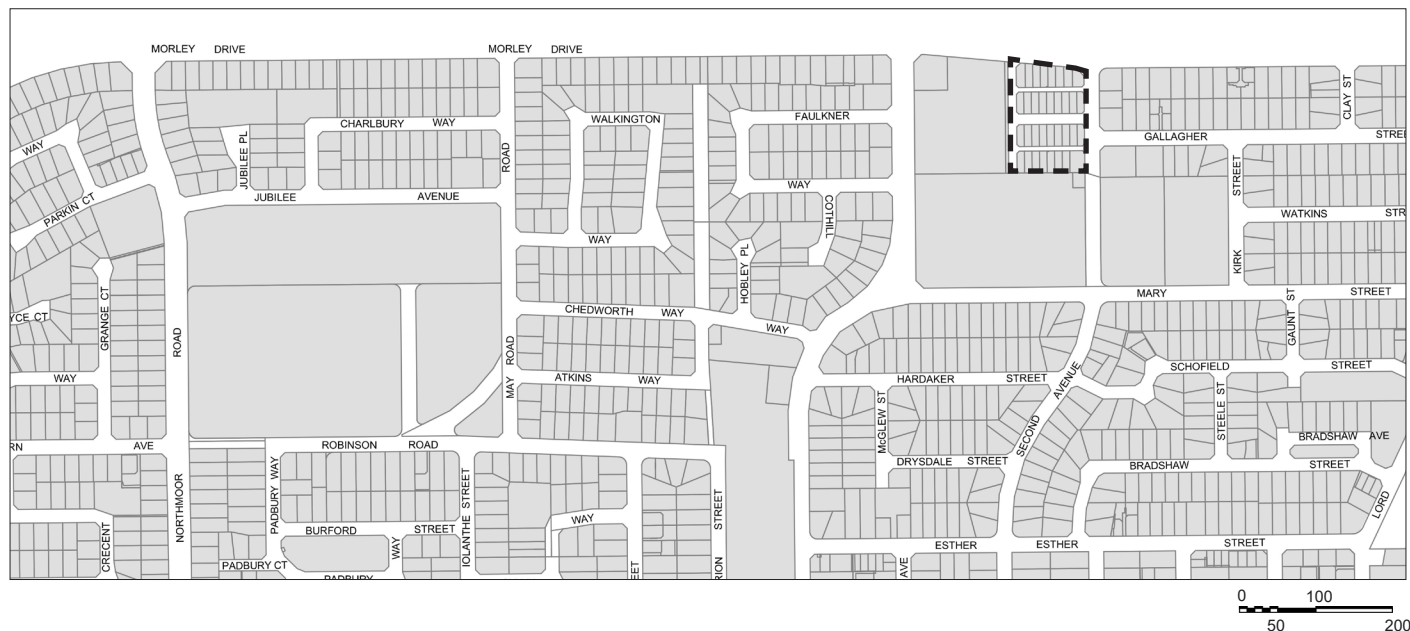 MORLEY DRIVE
MORLEY DRIVE
CLAY ST
CHARLBURY WAY
WALKINGTON
FAULKNER
GALLAGHER
STREE
WAY
JUBILEE PL
ROAD
WAY
STREET
PARKIN CT
JUBILEE
AVENUE
COTHILL
WATKINS
STR
WAY
HOBLEY PL
KIRK
GRANGE CT
MARY
STREET
YCE CT
CHEDWORTH WAY
WAY
GAUNT ST
ROAD
ROAD
WAY
ATKINS WAY
MAY
HARDAKER STREET
AVENUE
SCHOFIELD
STREET
McGLEW ST
STEELE ST
RN
AVE
ROBINSON ROAD
SECOND
BRADSHAW AVE
DRYSDALE STREET
BRADSHAW
STREET
NORTHMOOR
PADBURY WAY
IOLANTHE STREET
STREET
LORD
CRECENT
BURFORD
STREET
WAY
WAY
ESTHER
ESTHER
STREET
PADBURY CT
PADBURY
EET
RION
AVE
0 100
50 200